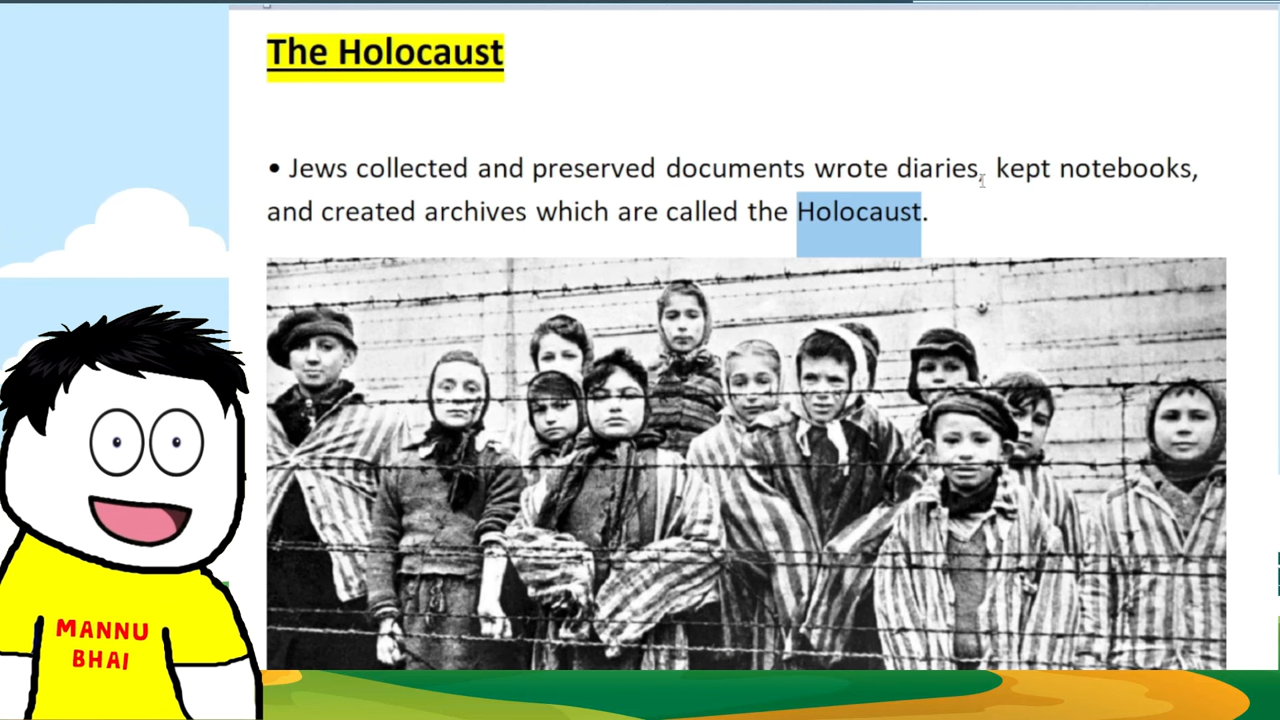 The Holocaust
• Jews collected and preserved documents wrote diaries, kept notebooks,
and created archives which are called the Holocaust.
MANNU
BHAI